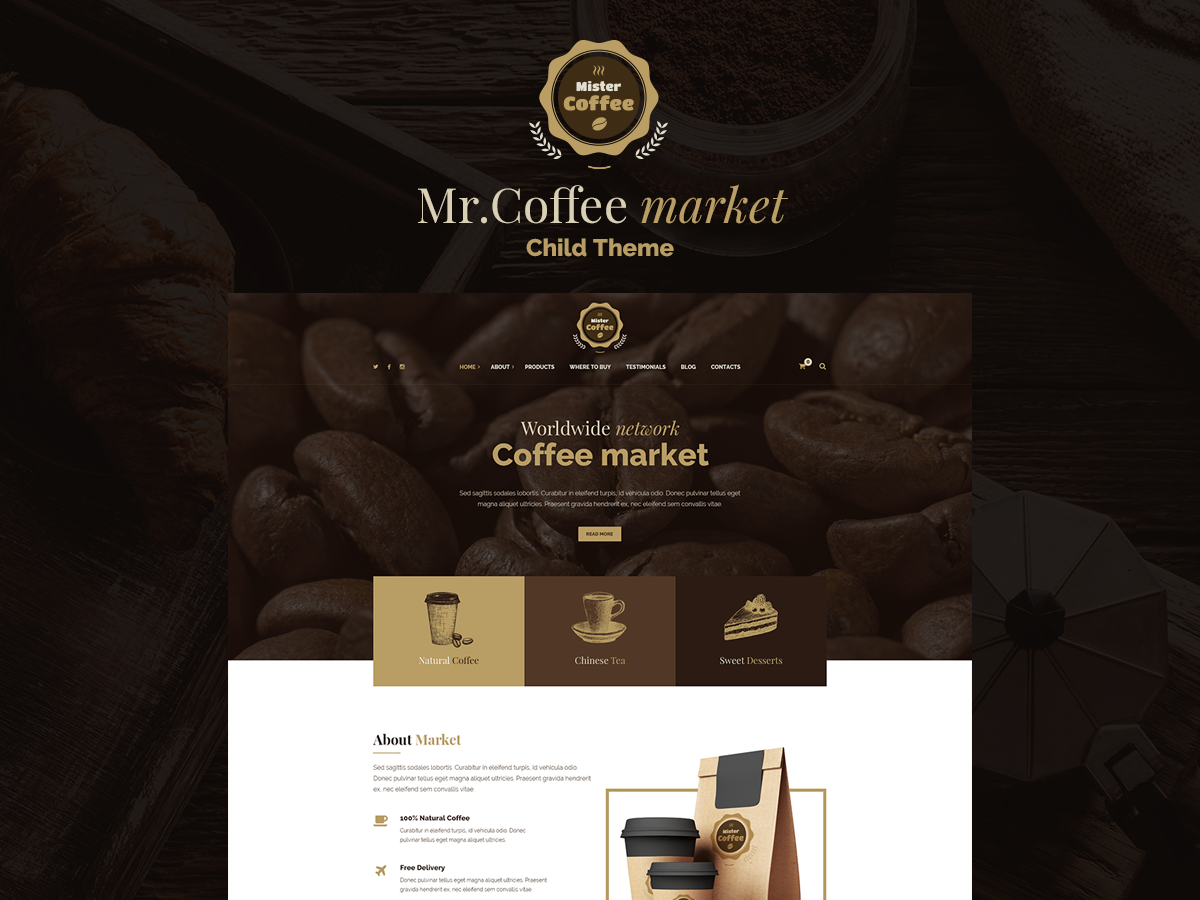 Mister
Coffee
Mr.Coffee market
Child Theme
Mister
Coffee
HOME ABOUT PRODUCTS WHERE TO BUY TESTIMONIALS BLOG CONTACTS 0
Worldwide network
Coffee market
Sed sagittis sodales lobortis. Curabitur in eleifend turpis, id vehicula odio. Donec pulvinar tellus eget
magna aliquet ultricies. Praesent gravida hendrerit ex, nec eleifend sem convallis vitae.
READ MORE
Natural Coffee
Chinese Tea
Sweet Desserts
About Market
Sed sagittis sodales lobortis. Curabitur in eleifend turpis, id vehicula odio.
Donec pulvinar tellus eget magna aliquet ultricies. Praesent gravida hendrerit
ex, nec eleifend sem convallis vitae.
100% Natural Coffee
Curabitur in eleifend turpis, id vehicula odio. Donec
pulvinar tellus eget magna aliquet ultricies.
Free Delivery
Donec pulvinar tellus eget magna aliquet ultricies. Praesent
gravida hendrerit ex, nec eleifend sem convallis vitae.
Mister
Coffee